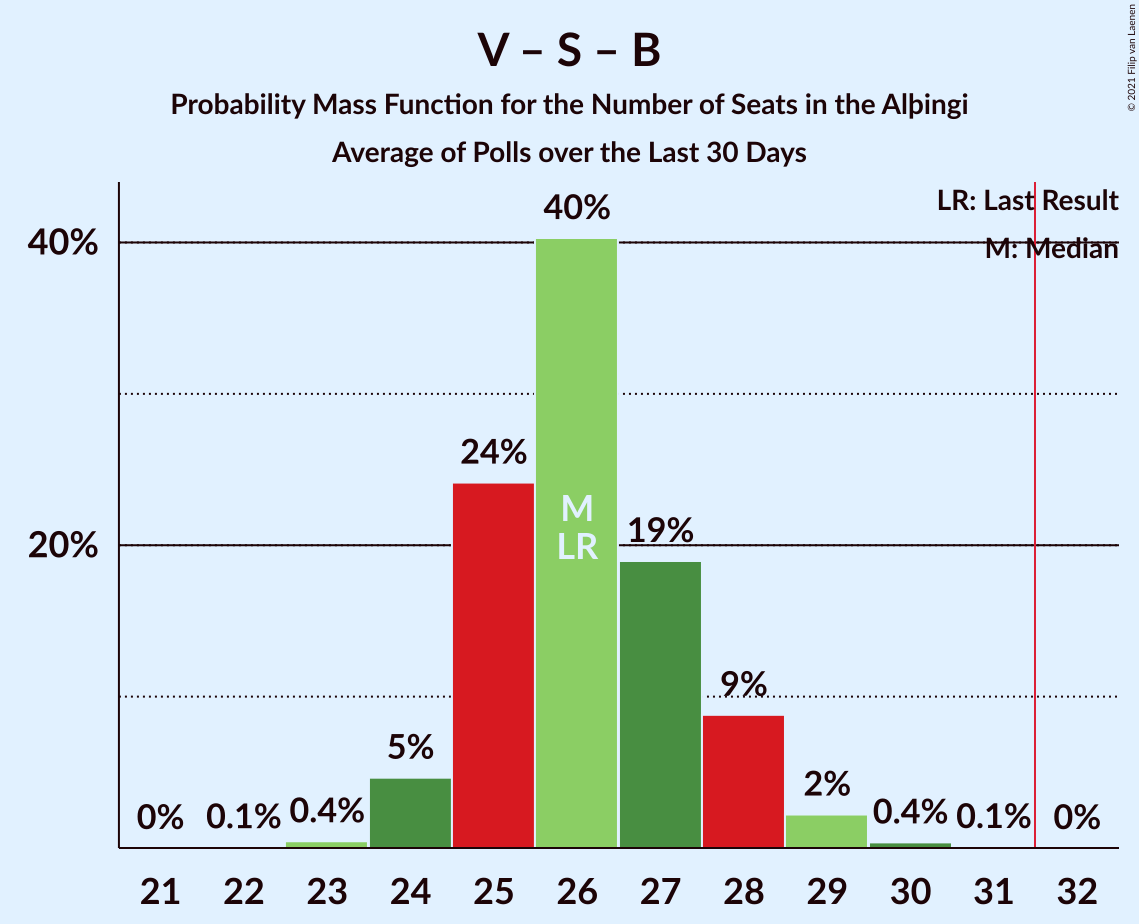 V – S – B
Probability Mass Function for the Number of Seats in the Alþingi
Average of Polls over the Last 30 Days
© 2021 Filip van Laenen
LR: Last Result
M: Median
40%
20%
0%
0.1%
0.4%
5%
24%
40%
19%
9%
2%
0.4%
0.1%
0%
M
LR
21 22 23 24 25 26 27 28 29 30 31 32